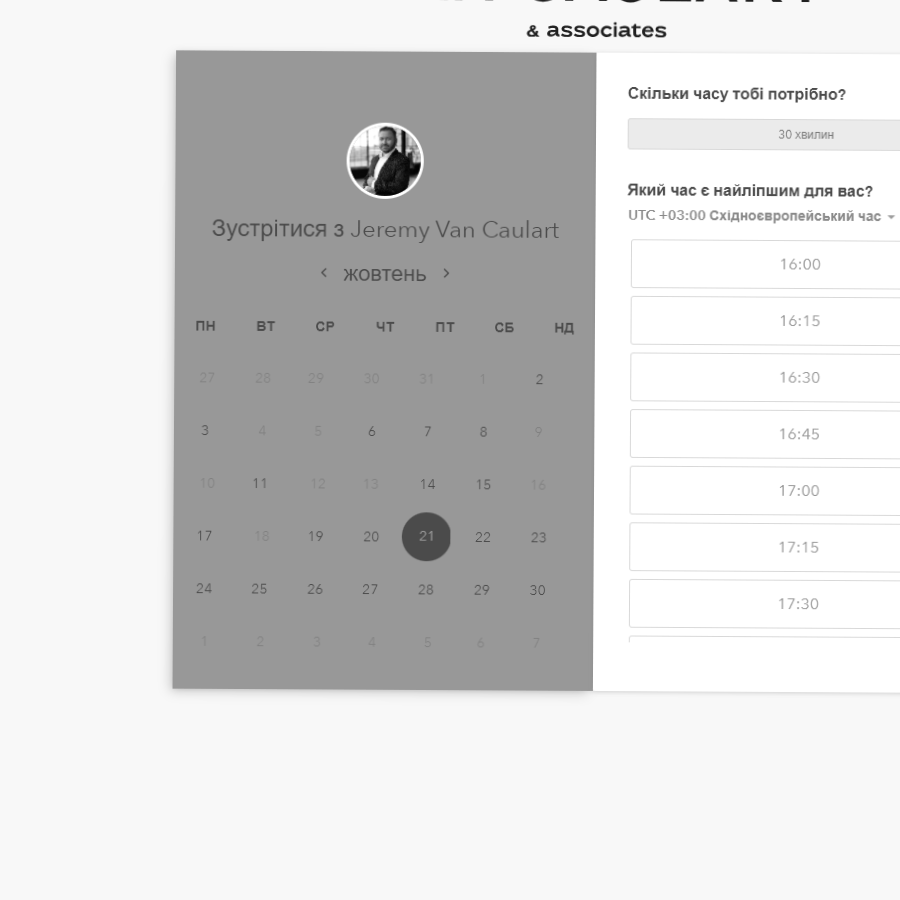 & associates
Зустрітися з Jeremy Van Caulart
жовтень
ПН ВТ СР ЧТ ПТ СБ НД
27 28 29 30 31 1 2
3 4 5 6 7 8 9
10 11 12 13 14 15 16
17 18 19 20 21 22 23
24 25 26 27 28 29 30
1 2 3 4 5 6 7
Скільки часу тобі потрібно?
30 хвилин
Який час є найліпшим для вас?
UTC +03:00 Східноєвропейський час
16:00
16:15
16:30
16:45
17:00
17:15
17:30